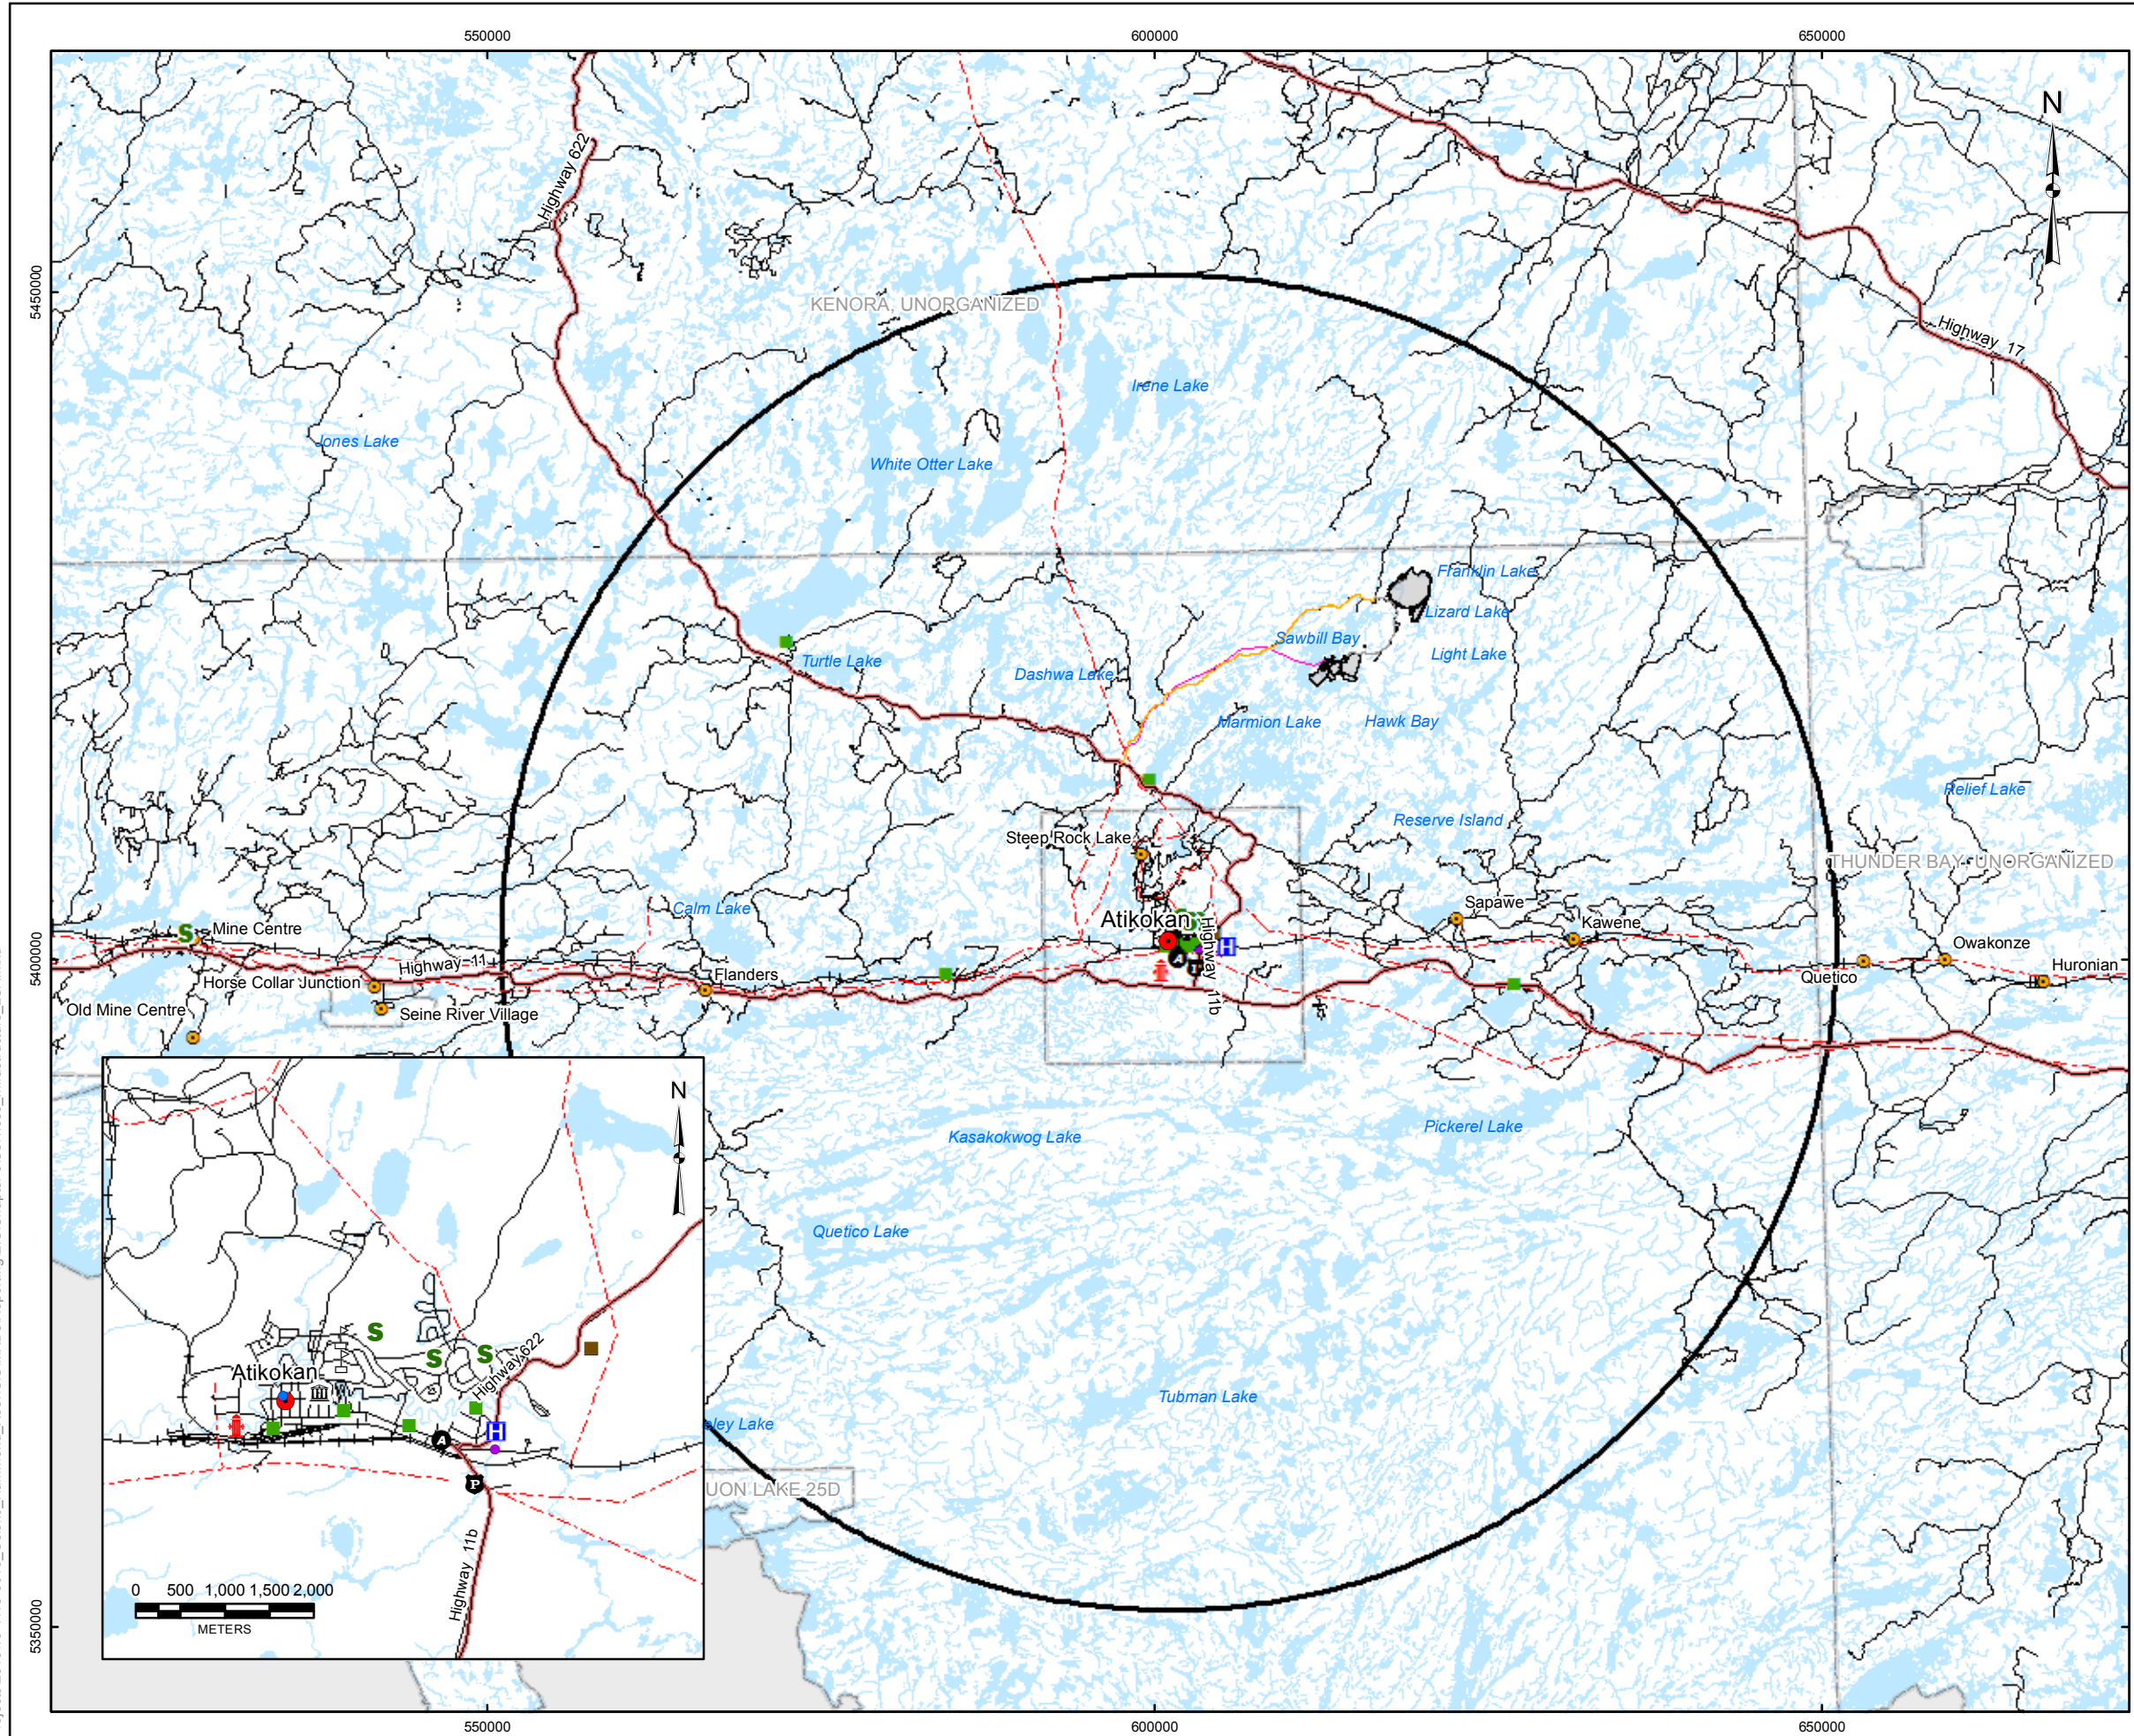 550000
600000
650000
N
Highway 622
5450000
KENORA, UNORGANIZED
Highway 17
Irene Lake
Jones Lake
White Otter Lake
Franklin Lake
Lizard Lake
Sawbill Bay
Light Lake
Turtle Lake
Dashwa Lake
Marmion Lake
Hawk Bay
Relief Lake
Reserve Island
Steep Rock Lake
THUNDER BAY, UNORGANIZED
Calm Lake
Sapawe
Atikokan
S
Mine Centre
Kawene
H
Highway 11b
A
Owakonze
5400000
Highway 11
Flanders
Huronian
Horse Collar Junction
Quetico
Old Mine Centre
Seine River Village
Pickerel Lake
Kasakokwog Lake
Quetico Lake
Tubman Lake
eley Lake
UON LAKE 25D
N
S
S
S
Highway 622
Atikokan
H
A
P
Highway 11b
0 500 1,000 1,500 2,000
METERS
5350000
550000
600000
650000